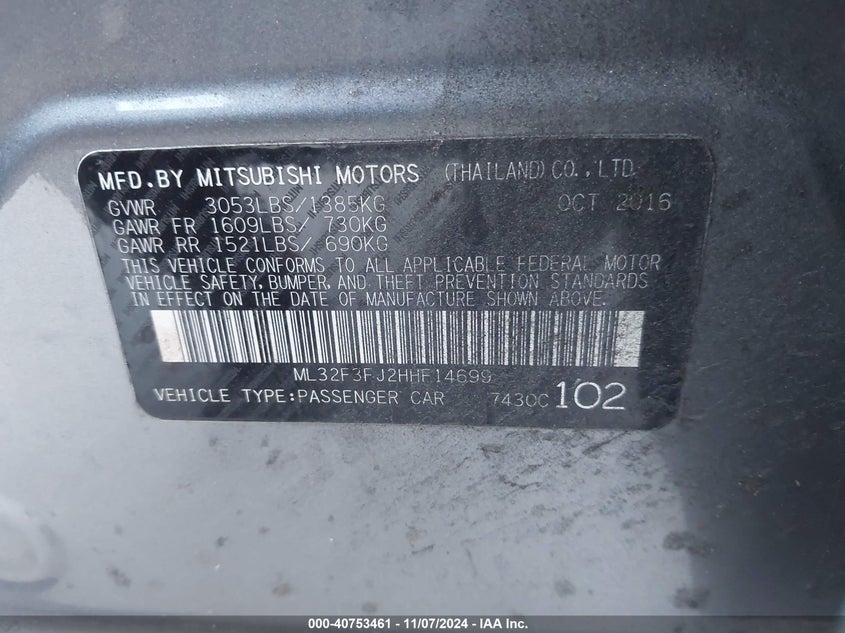 MFD.BY MITSUBISHI MOTORS (THAILAND)CO.,LTD.
GVWR 3053LBS/1385KG OCT 2016
GAWR FR 1609LBS/ 730KG
GAWR RR 1521LBS/ 690KG
THIS VEHICLE CONFORMS TO ALL APPLICABLE FEDERAL MOTOR
VEHICLE SAFETY, BUMPER, AND THEFT PREVENTION STANDARDS
IN EFFECT ON THE DATE OF MANUFACTURE SHOWN ABOVE.
ML32F3FJ2HHF14699
VEHICLE TYPE:PASSENGER CAR 7430C 102
000-40753461 - 11/07/2024 - IAA Inc.